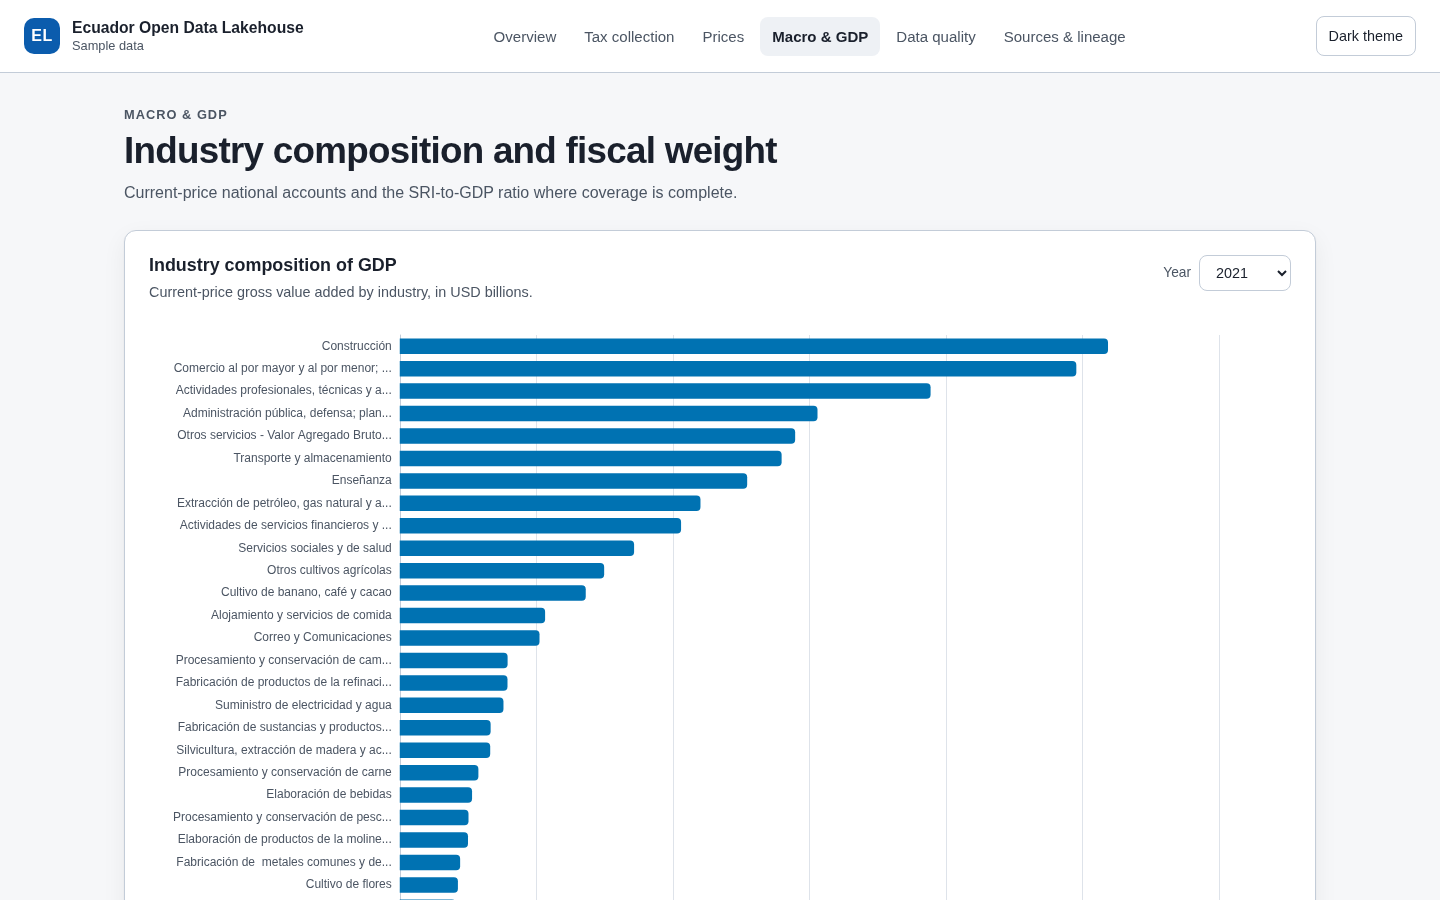 EL
Ecuador Open Data Lakehouse
Sample data
Overview
Tax collection
Prices
Macro & GDP
Data quality
Sources & lineage
Dark theme
MACRO & GDP
Industry composition and fiscal weight
Current-price national accounts and the SRI-to-GDP ratio where coverage is complete.
Industry composition of GDP
Current-price gross value added by industry, in USD billions.
Year
2021
Construcción
Comercio al por mayor y al por menor; ...
Actividades profesionales, técnicas y a...
Administración pública, defensa; plan...
Otros servicios - Valor Agregado Bruto...
Transporte y almacenamiento
Enseñanza
Extracción de petróleo, gas natural y a...
Actividades de servicios financieros y ...
Servicios sociales y de salud
Otros cultivos agrícolas
Cultivo de banano, café y cacao
Alojamiento y servicios de comida
Correo y Comunicaciones
Procesamiento y conservación de cam...
Fabricación de productos de la refinaci...
Suministro de electricidad y agua
Fabricación de sustancias y productos...
Silvicultura, extracción de madera y ac...
Procesamiento y conservación de carne
Elaboración de bebidas
Procesamiento y conservación de pesc...
Elaboración de productos de la moline...
Fabricación de  metales comunes y de...
Cultivo de flores